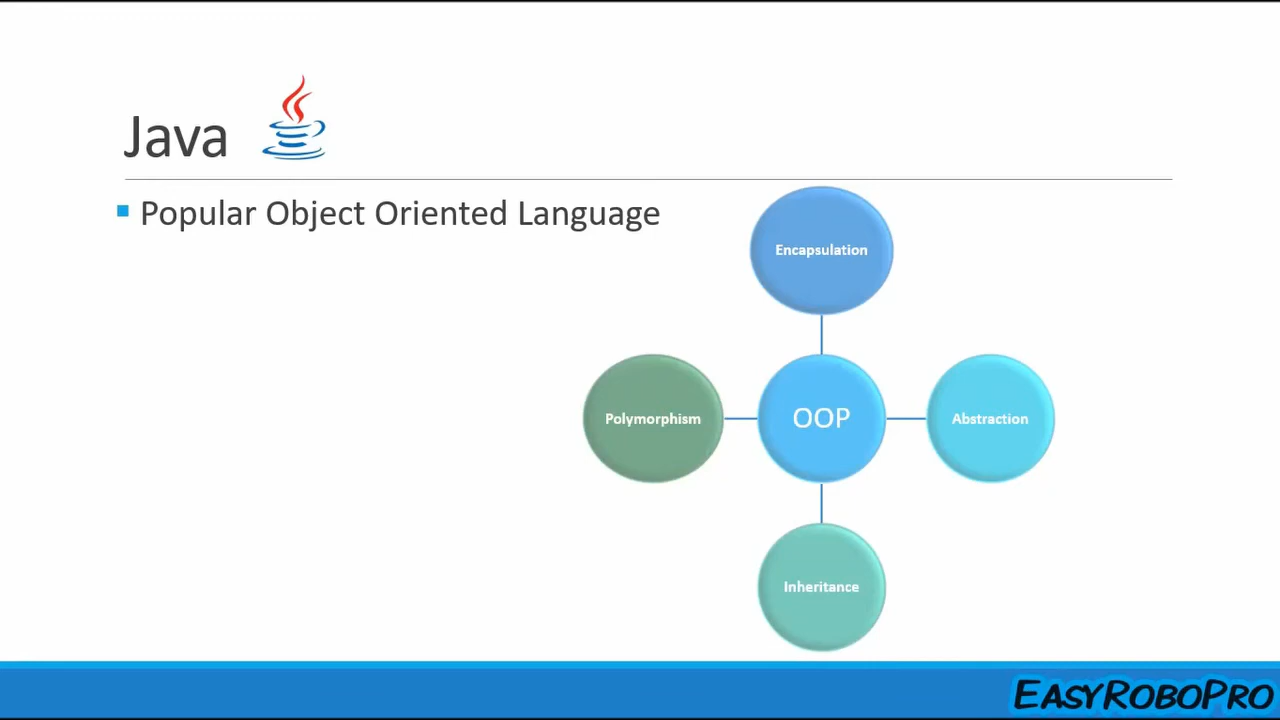 Java
Popular Object Oriented Language
Encapsulation
Polymorphism
OOP
Abstraction
Inheritance
EasyRoboPro